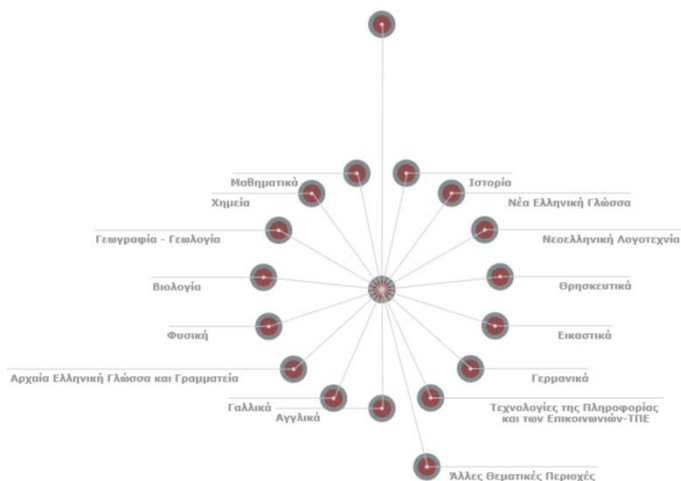 Μαθηματικά
Ιστορία
Χημεία
Νέα Ελληνική Γλώσσα
Γεωγραφία - Γεωλογία
Νεοελληνική Λογοτεχνία
Βιολογία
Θρησκευτικά
Φυσική
Εικαστικά
Αρχαία Ελληνική Γλώσσα και Γραμματεία
Γερμανικά
Γαλλικά
Αγγλικά
Τεχνολογίες της Πληροφορίας
και των Επικοινωνιών-ΤΠΕ
Άλλες Θεματικές Περιοχές